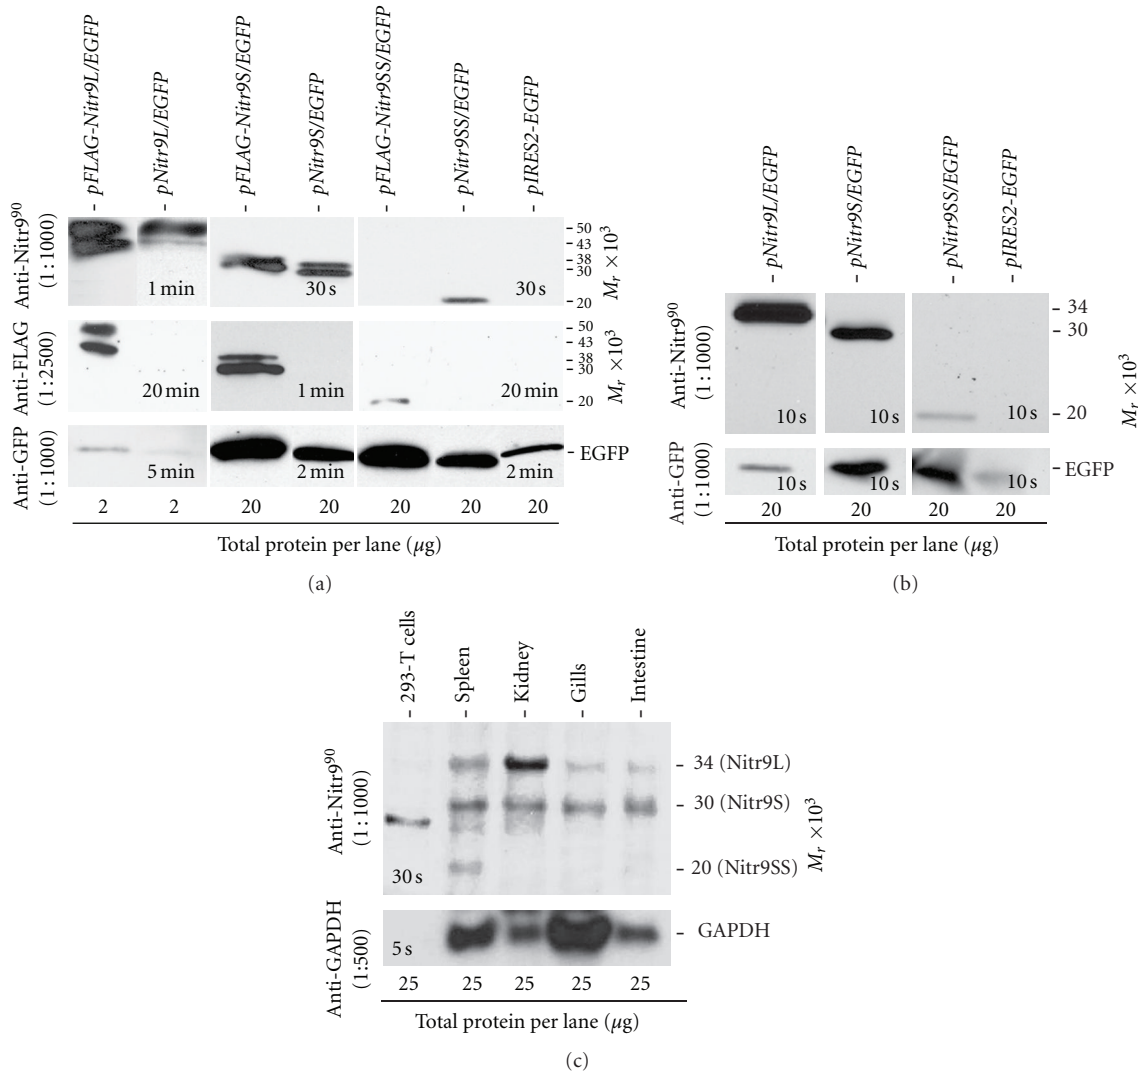 pFLAG-Nitr9L/EGFP
pNitr9L/EGFP
pFLAG-Nitr9S/EGFP
pNitr9S/EGFP
pFLAG-Nitr9SS/EGFP
pNitr9SS/EGFP
pIRES2-EGFP
Anti-Nitr9⁹⁰
(1:1000)
1 min
30 s
30 s
50
43
38
30
20
Mr ×10³
Anti-FLAG
(1:2500)
20 min
1 min
20 min
50
43
38
30
20
Mr ×10³
Anti-GFP
(1:1000)
5 min
2 min
2 min
EGFP
2 2 20 20 20 20 20
Total protein per lane (μg)
(a)
pNitr9L/EGFP
pNitr9S/EGFP
pNitr9SS/EGFP
pIRES2-EGFP
Anti-Nitr9⁹⁰
(1:1000)
10 s
10 s
10 s
34
30
20
Mr ×10³
Anti-GFP
(1:1000)
10 s
10 s
10 s
EGFP
20 20 20 20
Total protein per lane (μg)
(b)
293-T cells
Spleen
Kidney
Gills
Intestine
Anti-Nitr9⁹⁰
(1:1000)
30 s
34 (Nitr9L)
30 (Nitr9S)
20 (Nitr9SS)
Mr ×10³
Anti-GAPDH
(1:500)
5 s
GAPDH
25 25 25 25 25
Total protein per lane (μg)
(c)